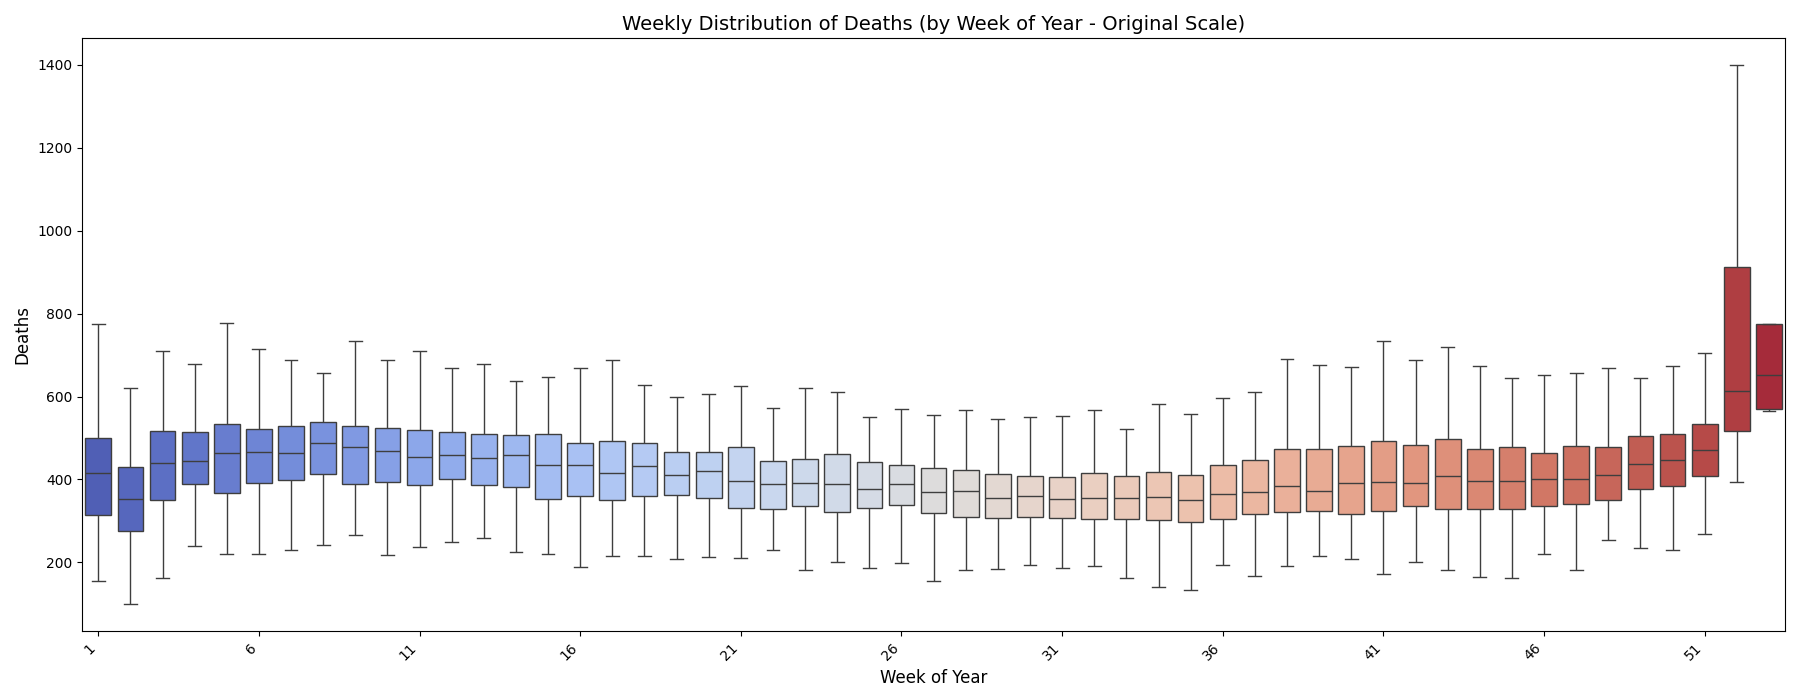 Weekly Distribution of Deaths (by Week of Year - Original Scale)
Deaths
1400
1200
1000
800
600
400
200
1 6 11 16 21 26 31 36 41 46 51
Week of Year